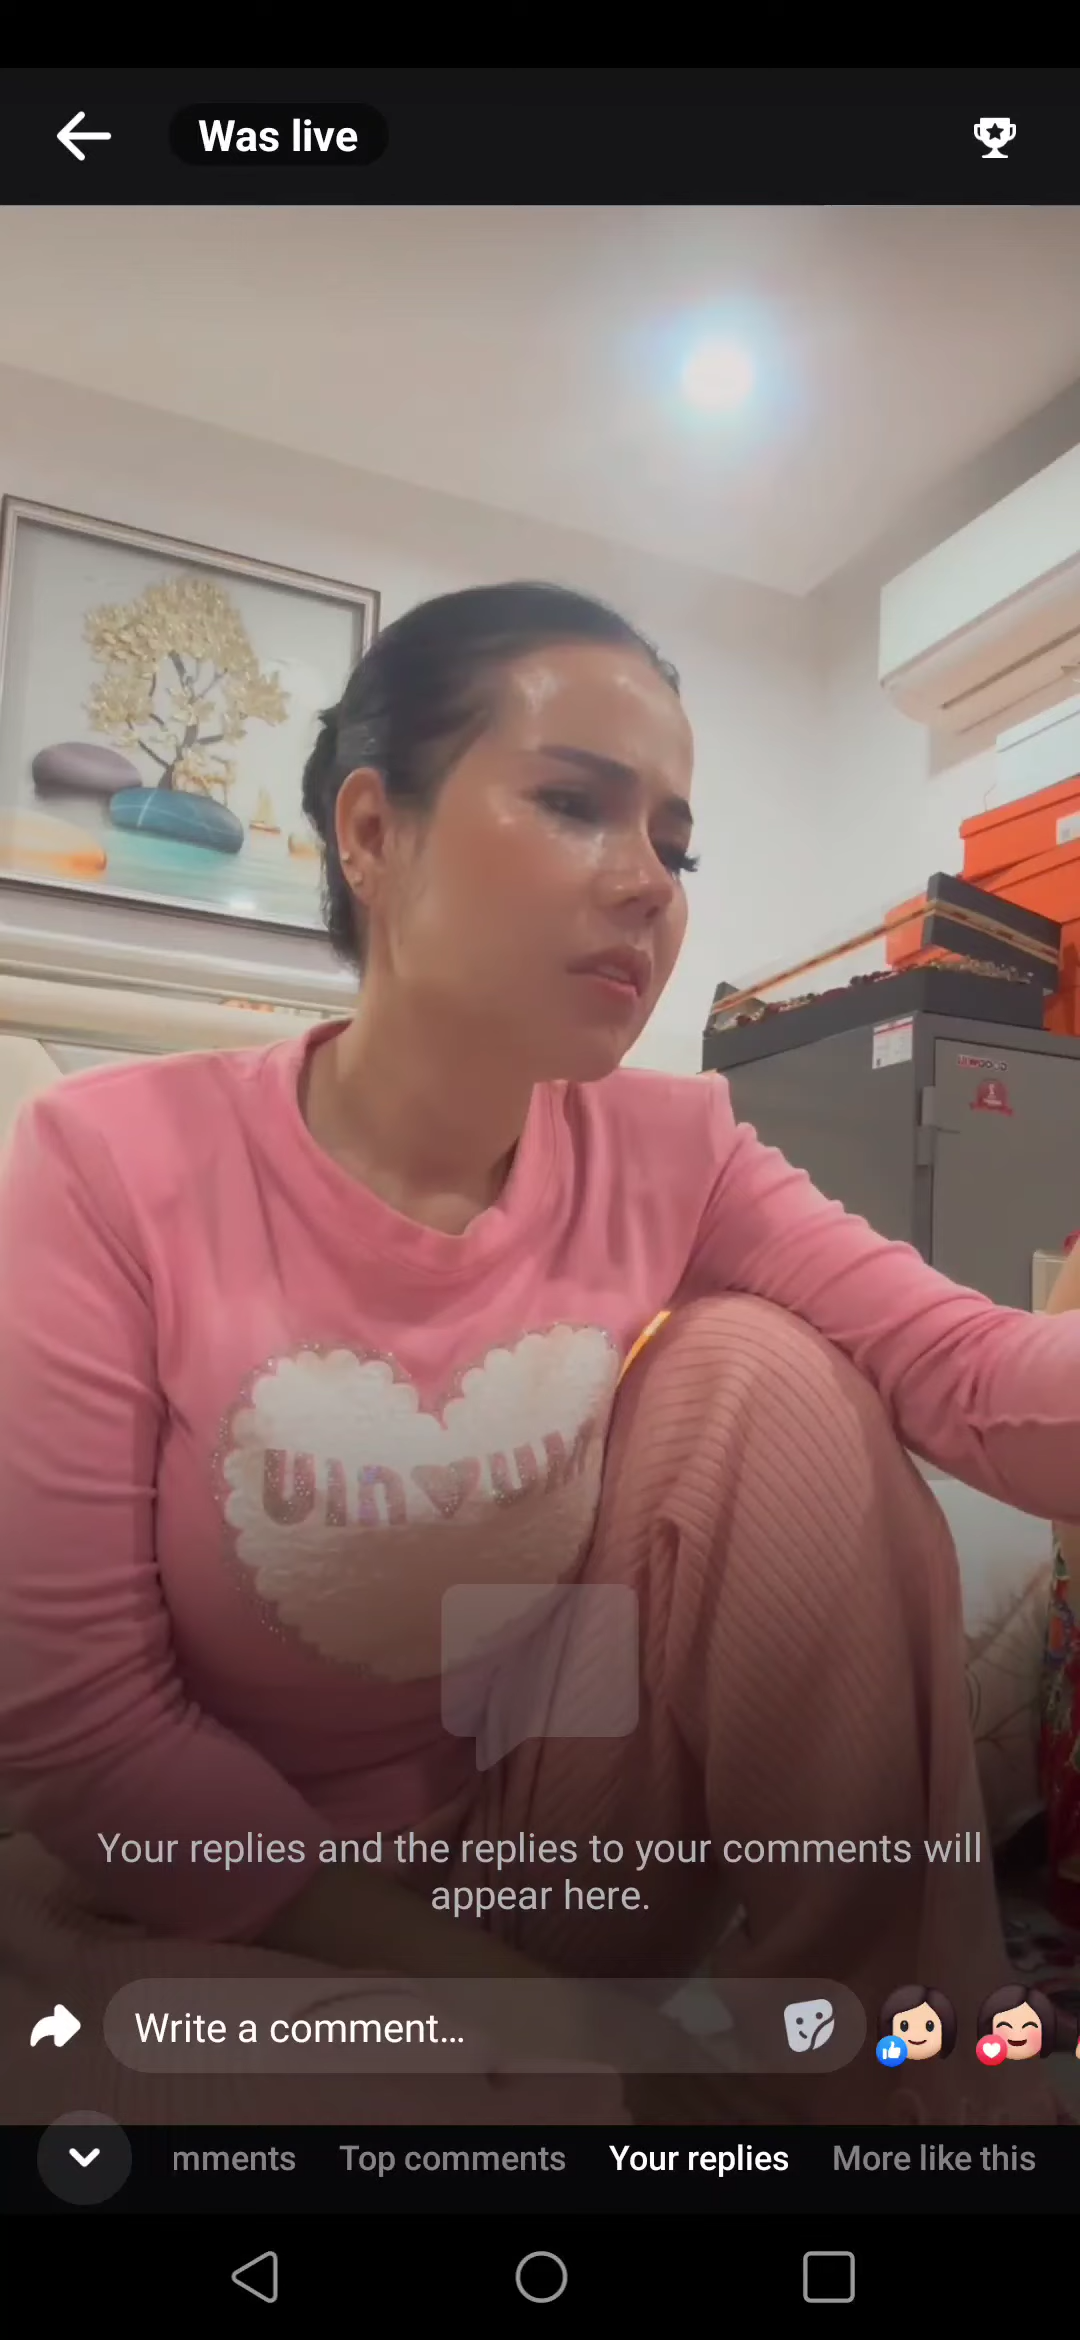 Was live
Your replies and the replies to your comments will
appear here.
Write a comment...
mments
Top comments
Your replies
More like this